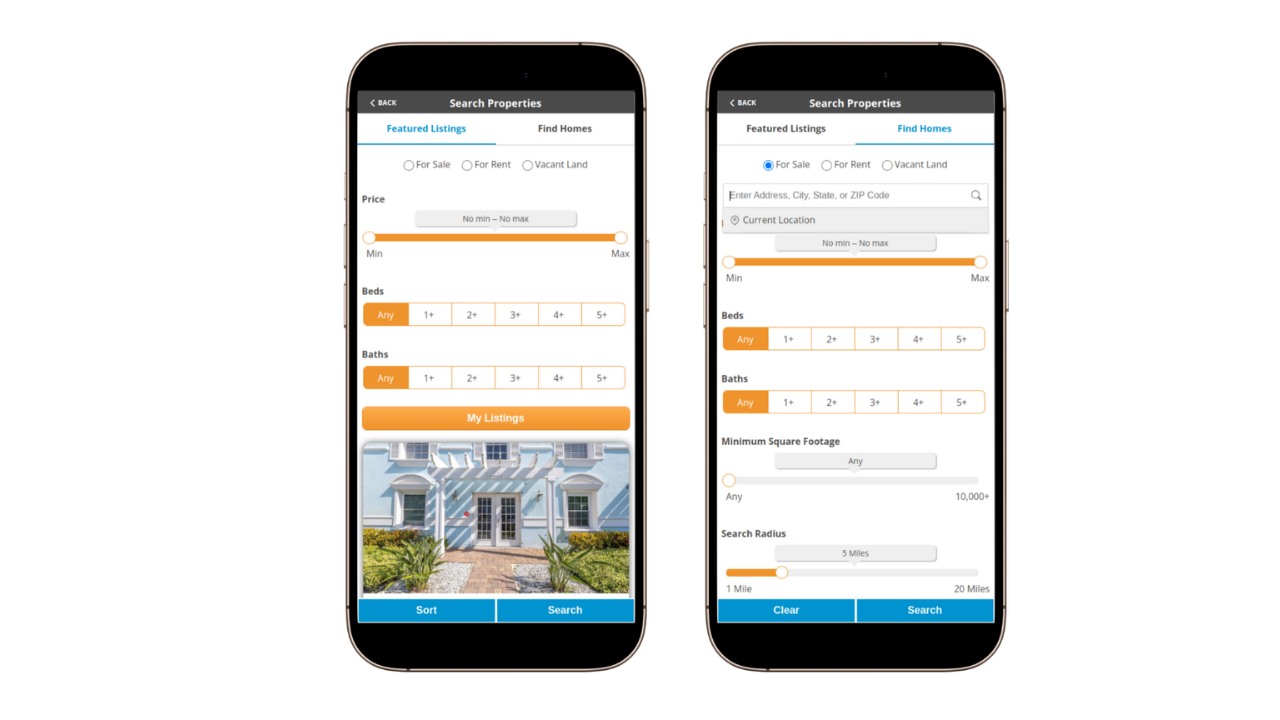 BACK Search Properties
Featured Listings Find Homes
For Sale For Rent Vacant Land
Price
No min – No max
Min Max
Beds
Any 1+ 2+ 3+ 4+ 5+
Baths
Any 1+ 2+ 3+ 4+ 5+
My Listings
Sort Search
BACK Search Properties
Featured Listings Find Homes
For Sale For Rent Vacant Land
Enter Address, City, State, or ZIP Code
Current Location
No min – No max
Min Max
Beds
Any 1+ 2+ 3+ 4+ 5+
Baths
Any 1+ 2+ 3+ 4+ 5+
Minimum Square Footage
Any
Any 10,000+
Search Radius
5 Miles
1 Mile 20 Miles
Clear Search